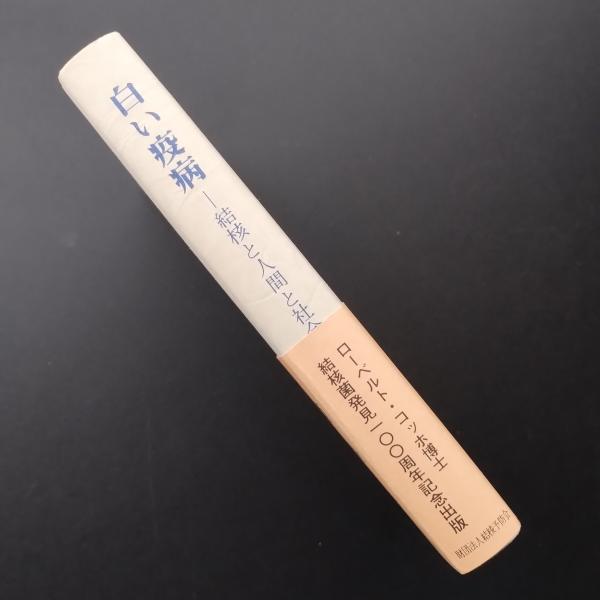 白い疫病
―結核と人間と社会
ローベルト・コッホ博士
結核菌発見一〇〇周年記念出版
財団法人結核予防会